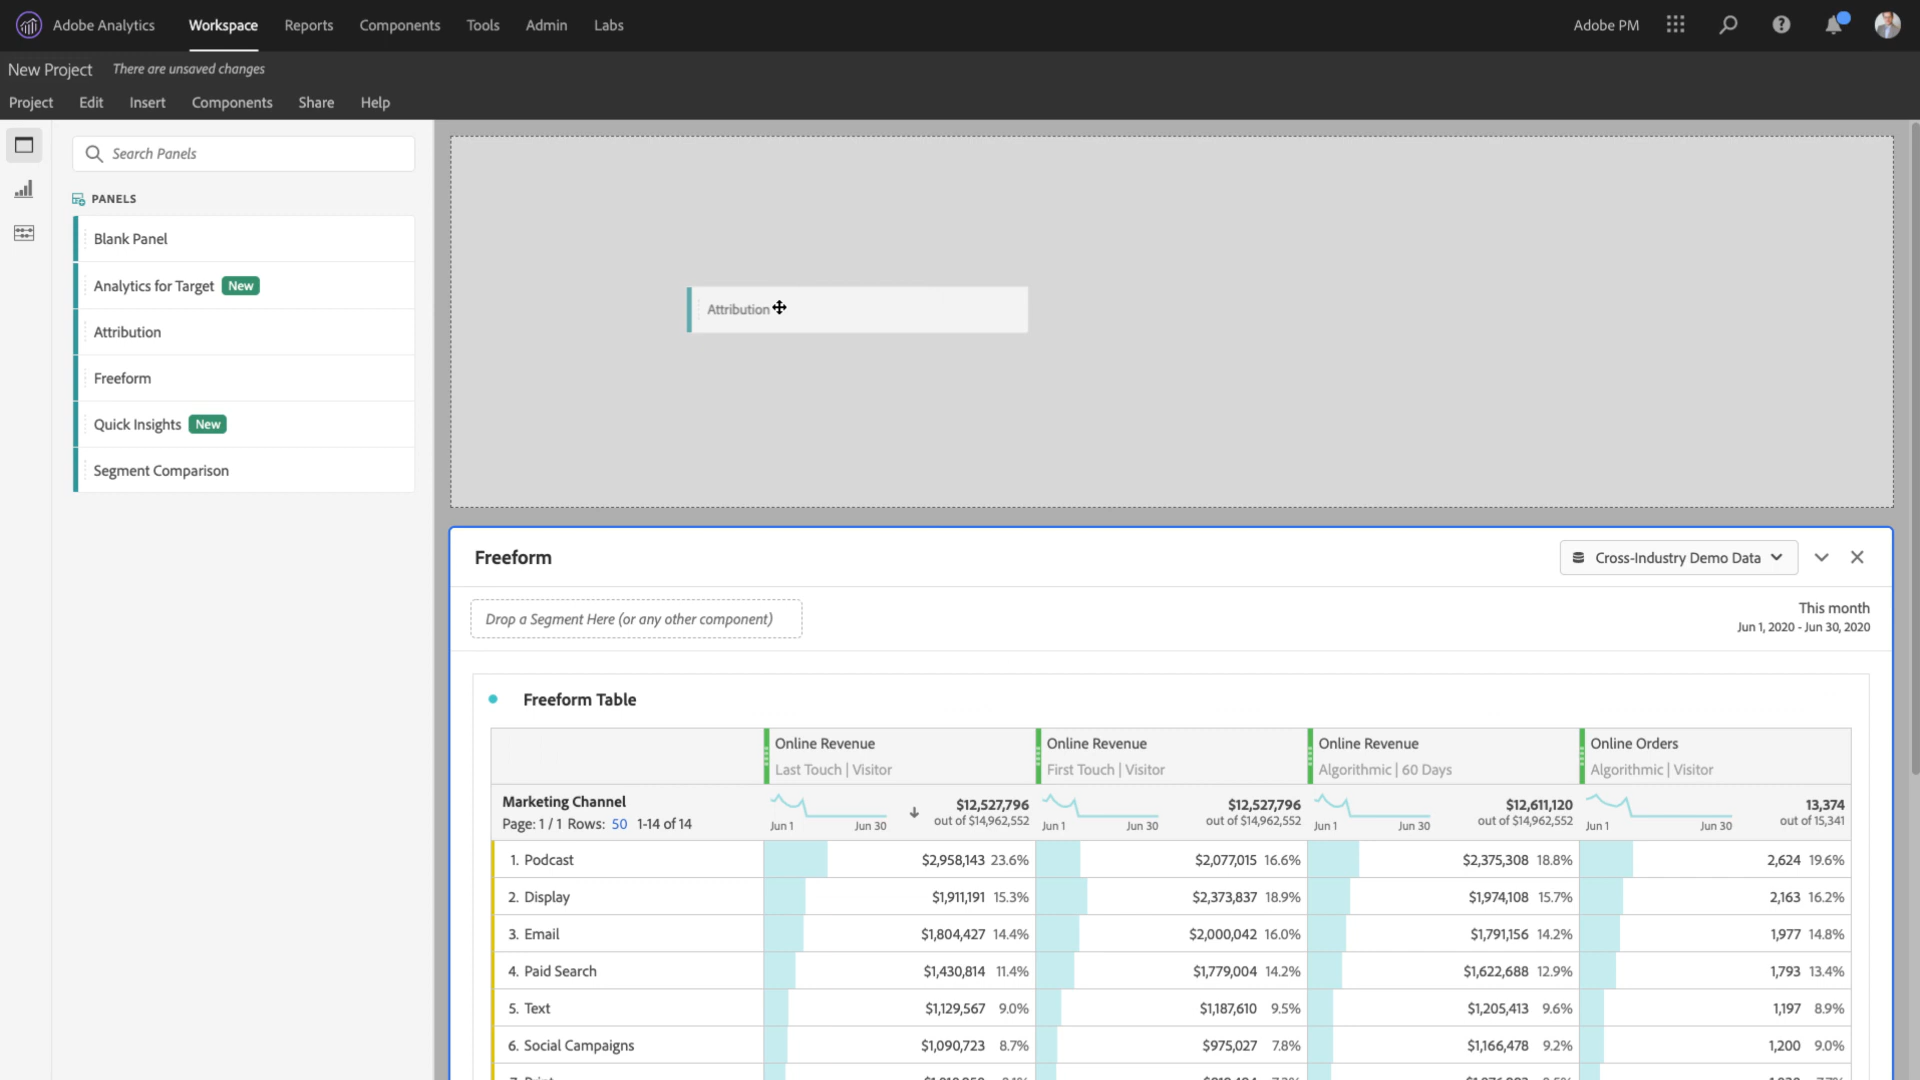 Adobe Analytics Workspace Reports Components Tools Admin Labs Adobe PM
New Project There are unsaved changes
Project Edit Insert Components Share Help
Search Panels
PANELS
Blank Panel
Analytics for Target New
Attribution
Freeform
Quick Insights New
Segment Comparison
Attribution
Freeform Cross-Industry Demo Data
Drop a Segment Here (or any other component) This month
Jun 1, 2020 - Jun 30, 2020
Freeform Table
Online Revenue Online Revenue Online Revenue Online Orders
Last Touch | Visitor First Touch | Visitor Algorithmic | 60 Days Algorithmic | Visitor
Marketing Channel $12,527,796 $12,527,796 $12,611,120 13,374
Page: 1 / 1 Rows: 50 1-14 of 14 Jun 1 Jun 30 out of $14,962,552 Jun 1 Jun 30 out of $14,962,552 Jun 1 Jun 30 out of $14,962,552 Jun 1 Jun 30 out of 15,341
1. Podcast $2,958,143 23.6% $2,077,015 16.6% $2,375,308 18.8% 2,624 19.6%
2. Display $1,911,191 15.3% $2,373,837 18.9% $1,974,108 15.7% 2,163 16.2%
3. Email $1,804,427 14.4% $2,000,042 16.0% $1,791,156 14.2% 1,977 14.8%
4. Paid Search $1,430,814 11.4% $1,779,004 14.2% $1,622,688 12.9% 1,793 13.4%
5. Text $1,129,567 9.0% $1,187,610 9.5% $1,205,413 9.6% 1,197 8.9%
6. Social Campaigns $1,090,723 8.7% $975,027 7.8% $1,166,478 9.2% 1,200 9.0%